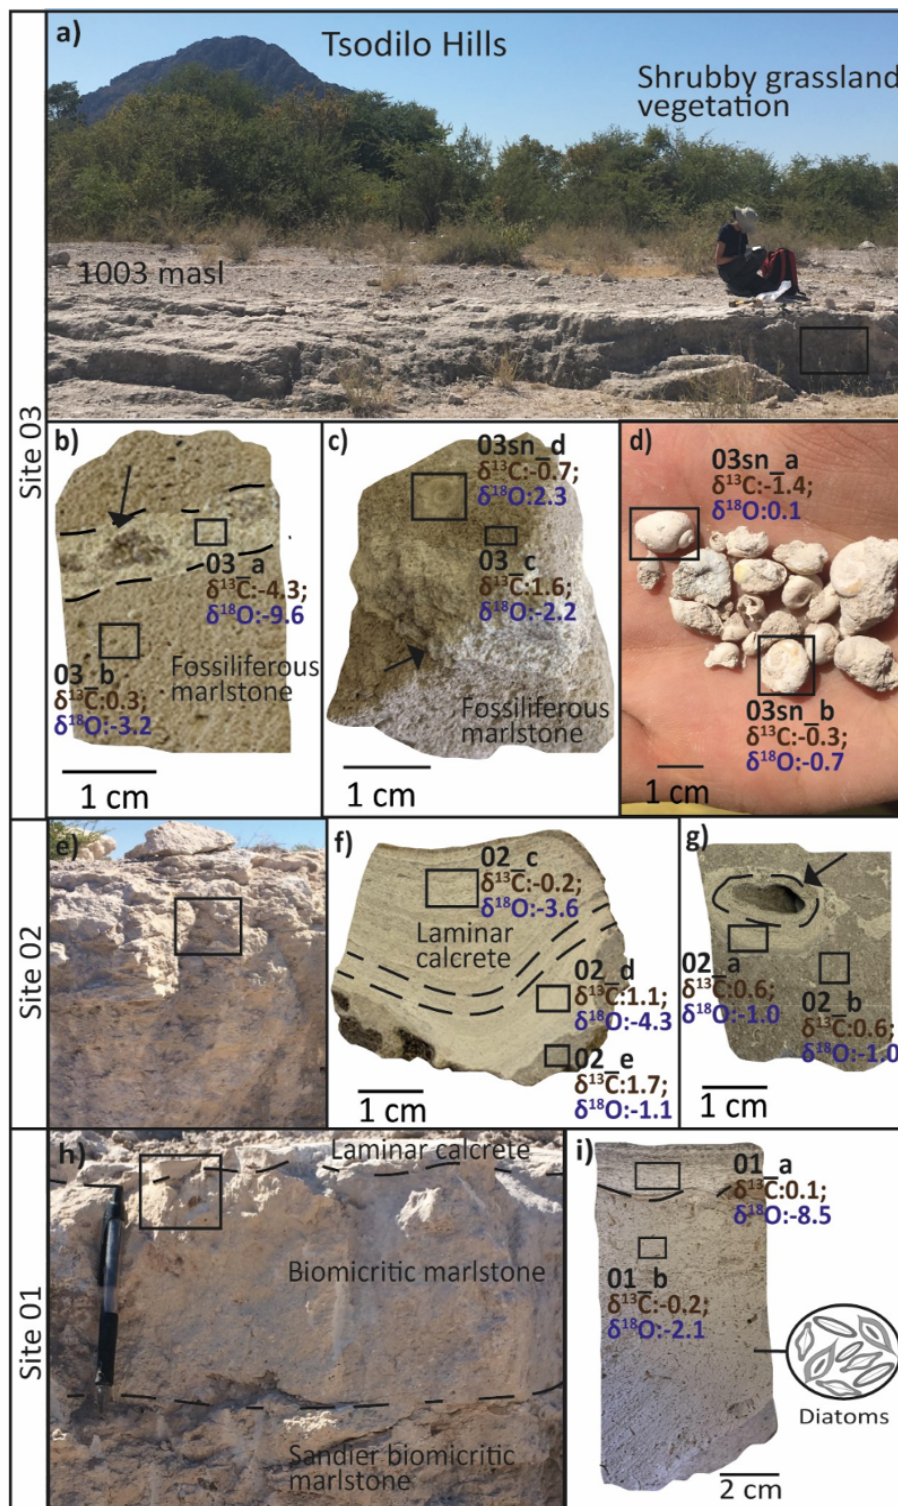 Site 03
a)
Tsodilo Hills
Shrubby grassland
vegetation
1003 masl
b)
03_a
δ¹³C:-4.3;
δ¹⁸O:-9.6
03_b
δ¹³C:0.3;
δ¹⁸O:-3.2
Fossiliferous
marlstone
1 cm
c)
03sn_d
δ¹³C:-0.7;
δ¹⁸O:2.3
03_c
δ¹³C:1.6;
δ¹⁸O:-2.2
Fossiliferous
marlstone
1 cm
d)
03sn_a
δ¹³C:-1.4;
δ¹⁸O:0.1
03sn_b
δ¹³C:-0.3;
δ¹⁸O:-0.7
1 cm
Site 02
e)
f)
02_c
δ¹³C:-0.2;
δ¹⁸O:-3.6
Laminar
calcrete
02_d
δ¹³C:1.1;
δ¹⁸O:-4.3
02_e
δ¹³C:1.7;
δ¹⁸O:-1.1
1 cm
g)
02_a
δ¹³C:0.6;
δ¹⁸O:-1.0
02_b
δ¹³C:0.6;
δ¹⁸O:-1.0
1 cm
Site 01
h)
Laminar calcrete
Biomicritic marlstone
Sandier biomicritic
marlstone
i)
01_a
δ¹³C:0.1;
δ¹⁸O:-8.5
01_b
δ¹³C:-0.2;
δ¹⁸O:-2.1
Diatoms
2 cm